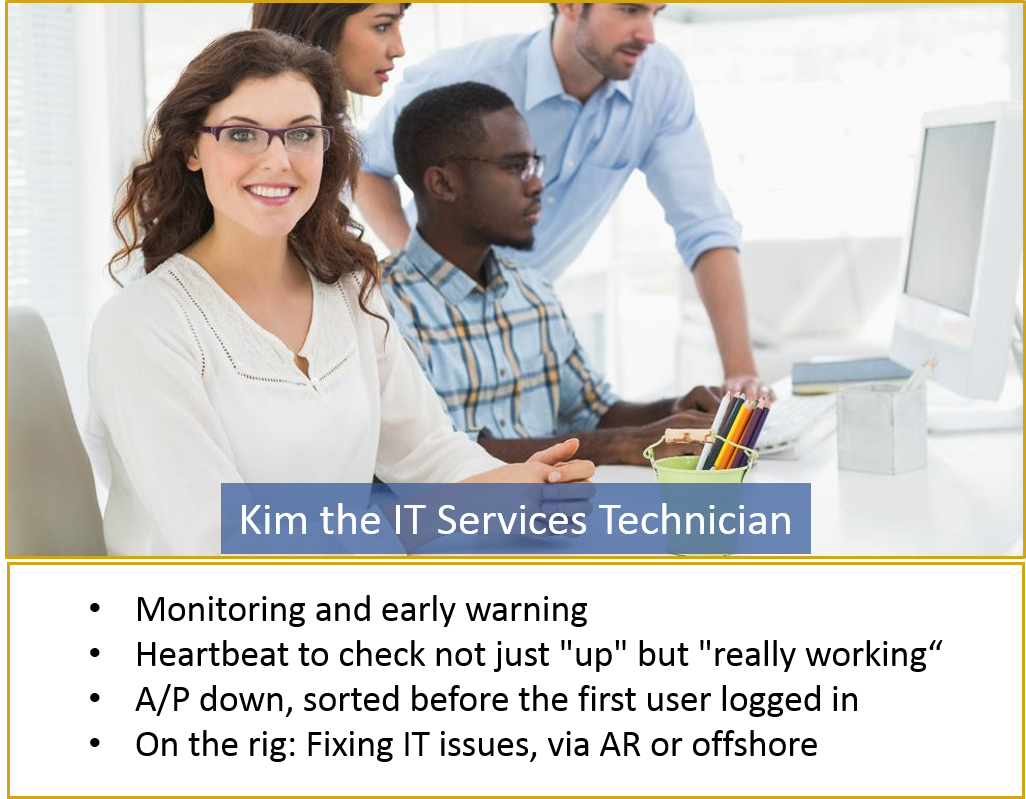 Kim the IT Services Technician
• Monitoring and early warning
• Heartbeat to check not just "up" but "really working“
• A/P down, sorted before the first user logged in
• On the rig: Fixing IT issues, via AR or offshore